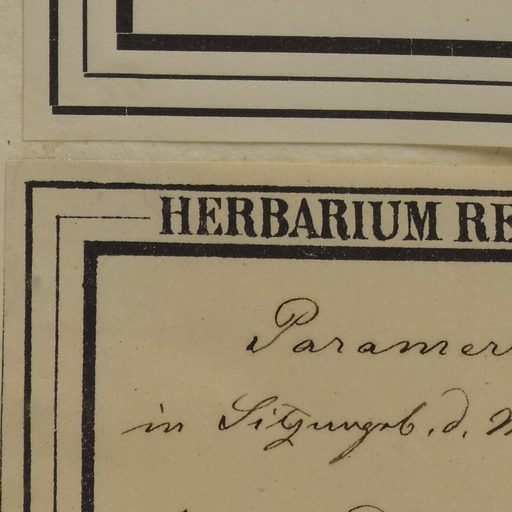 HERBARIUM RE
Paramer
in Sitzungsb. d.